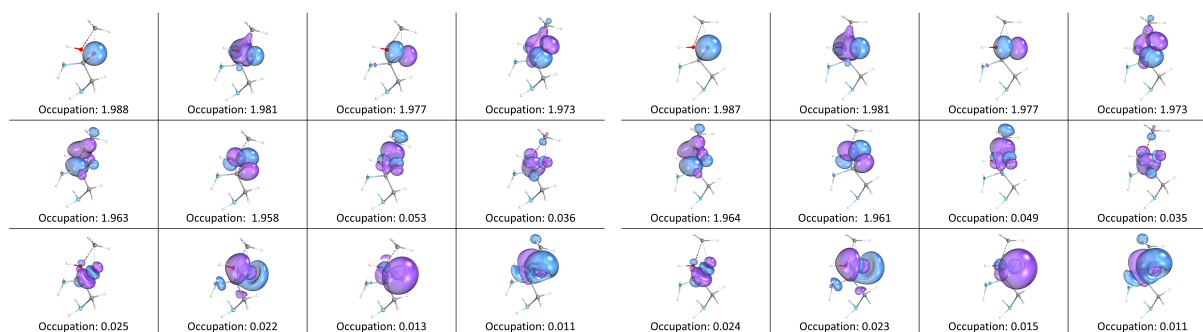 Occupation: 1.988
Occupation: 1.981
Occupation: 1.977
Occupation: 1.973
Occupation: 1.963
Occupation: 1.958
Occupation: 0.053
Occupation: 0.036
Occupation: 0.025
Occupation: 0.022
Occupation: 0.013
Occupation: 0.011
Occupation: 1.987
Occupation: 1.981
Occupation: 1.977
Occupation: 1.973
Occupation: 1.964
Occupation: 1.961
Occupation: 0.049
Occupation: 0.035
Occupation: 0.024
Occupation: 0.023
Occupation: 0.015
Occupation: 0.011